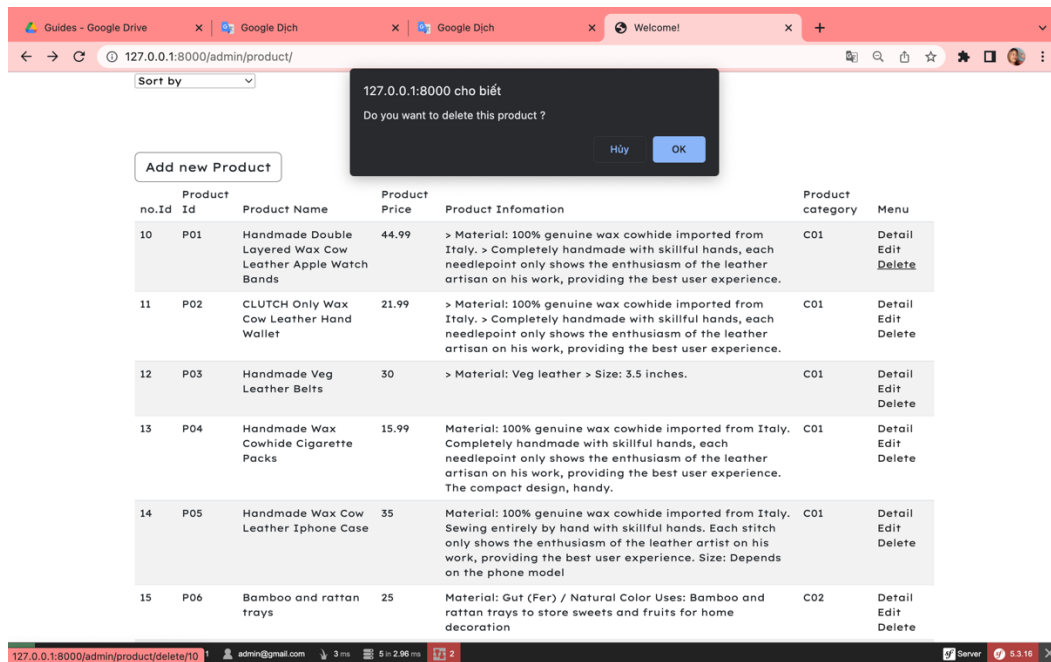 Guides - Google Drive
Google Dịch
Google Dịch
Welcome!
127.0.0.1:8000/admin/product/
Sort by
127.0.0.1:8000 cho biết
Do you want to delete this product ?
Hủy
OK
Add new Product
no.Id Product Id Product Name Product Price Product Infomation Product category Menu
10 P01 Handmade Double > Material: 100% genuine wax cowhide imported from C01 Detail
44.99
Layered Wax Cow Italy. > Completely handmade with skillful hands, each Edit
Leather Apple Watch needlepoint only shows the enthusiasm of the leather Delete
Bands artisan on his work, providing the best user experience.
11 P02 CLUTCH Only Wax 21.99 > Material: 100% genuine wax cowhide imported from C01 Detail
Cow Leather Hand Italy. > Completely handmade with skillful hands, each Edit
Wallet needlepoint only shows the enthusiasm of the leather Delete
artisan on his work, providing the best user experience.
12 P03 Handmade Veg 30 > Material: Veg leather > Size: 3.5 inches. C01 Detail
Leather Belts Edit
Delete
13 P04 Handmade Wax 15.99 Material: 100% genuine wax cowhide imported from Italy. C01 Detail
Cowhide Cigarette Completely handmade with skillful hands, each Edit
Packs needlepoint only shows the enthusiasm of the leather Delete
artisan on his work, providing the best user experience.
The compact design, handy.
14 P05 Handmade Wax Cow 35 Material: 100% genuine wax cowhide imported from Italy. C01 Detail
Leather Iphone Case Sewing entirely by hand with skillful hands. Each stitch Edit
only shows the enthusiasm of the leather artist on his Delete
work, providing the best user experience. Size: Depends
on the phone model
15 P06 Bamboo and rattan 25 Material: Gut (Fer) / Natural Color Uses: Bamboo and C02 Detail
trays rattan trays to store sweets and fruits for home Edit
decoration Delete
127.0.0.1:8000/admin/product/delete/10 1 admin@gmail.com 3 ms 5 in 2.96 ms 2 Server 5.3.16